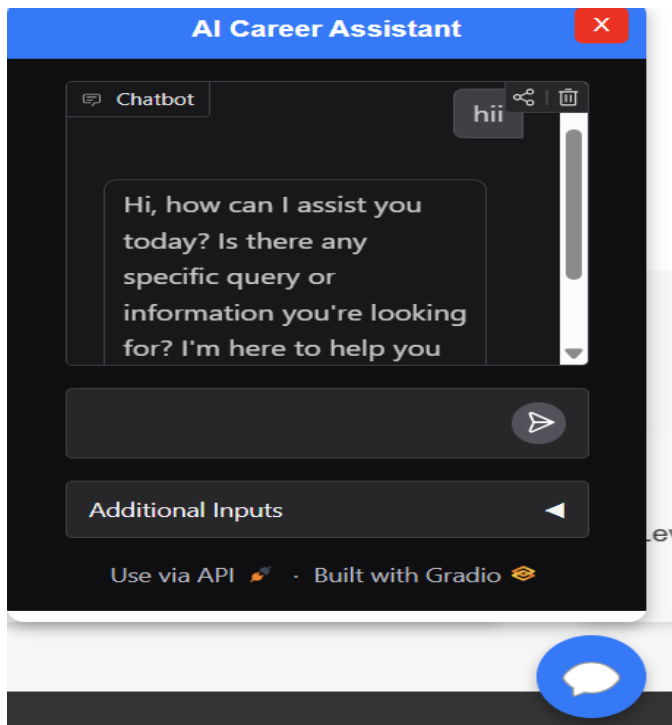 AI Career Assistant
X
Chatbot
hii
Hi, how can I assist you
today? Is there any
specific query or
information you're looking
for? I'm here to help you
Additional Inputs
Use via API · Built with Gradio
Lev